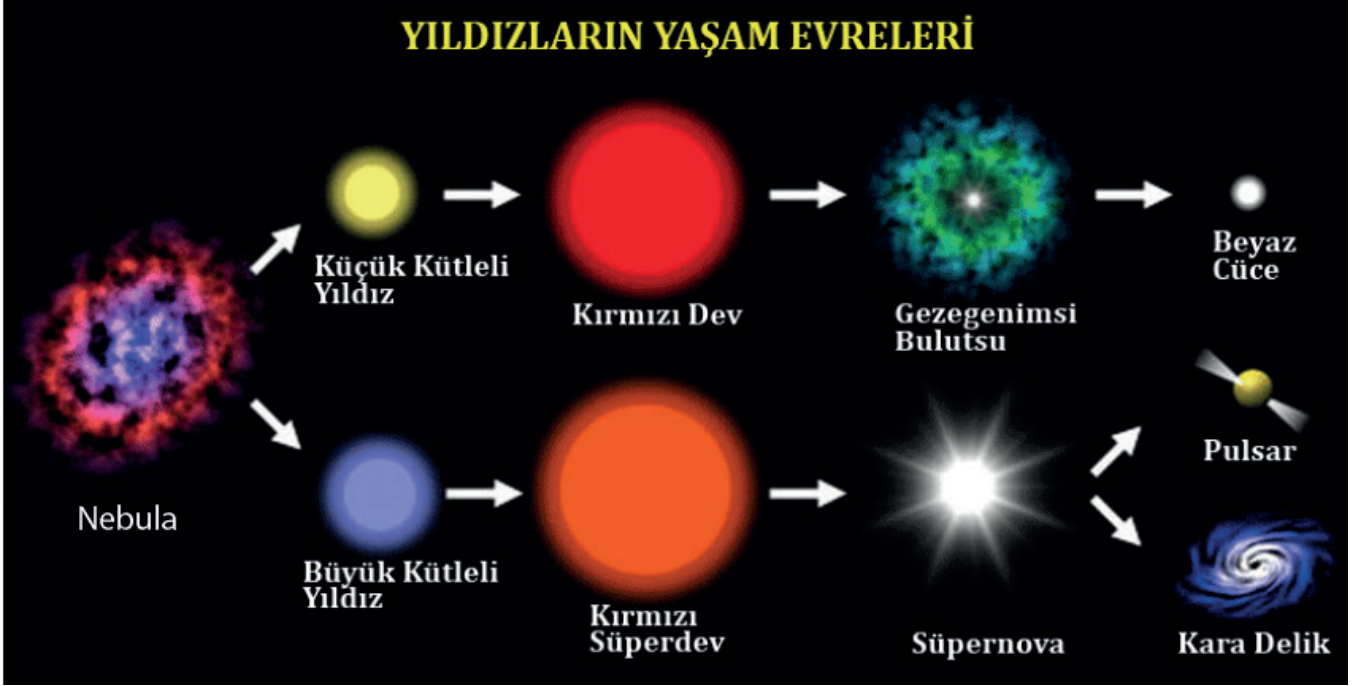 YILDIZLARIN YAŞAM EVRELERİ
Küçük Kütleli
Yıldız
Kırmızı Dev
Gezegenimsi
Bulutsu
Beyaz
Cüce
Nebula
Büyük Kütleli
Yıldız
Kırmızı
Süperdev
Süpernova
Pulsar
Kara Delik